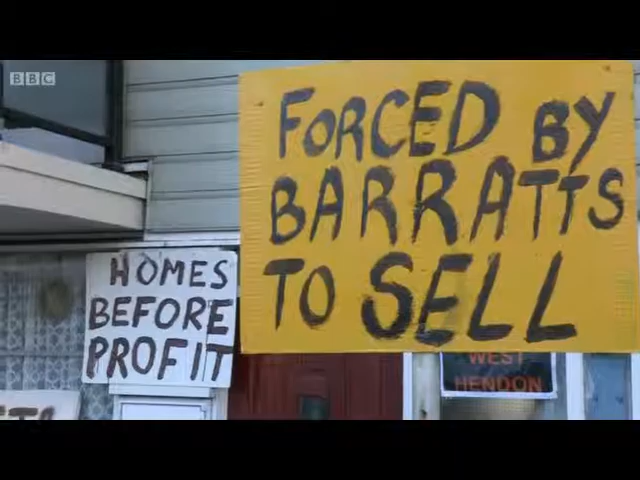 BBC
FORCED BY
BARRATTS
TO SELL
HOMES
BEFORE
PROFIT
WEST
HENDON